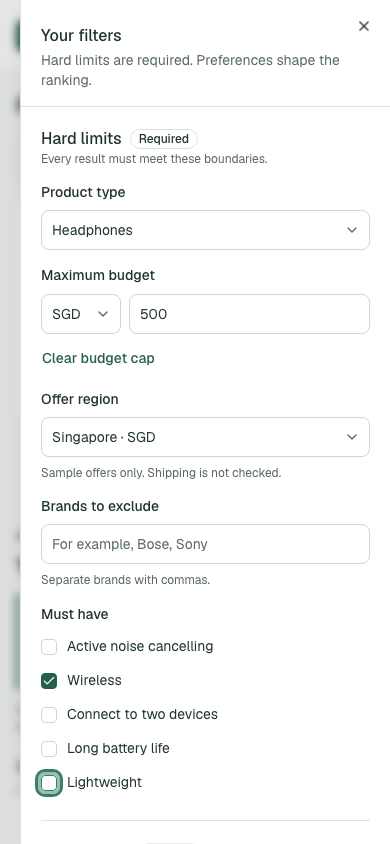 Your filters
Hard limits are required. Preferences shape the
ranking.
Hard limits Required
Every result must meet these boundaries.
Product type
Headphones
Maximum budget
SGD 500
Clear budget cap
Offer region
Singapore · SGD
Sample offers only. Shipping is not checked.
Brands to exclude
For example, Bose, Sony
Separate brands with commas.
Must have
Active noise cancelling
Wireless
Connect to two devices
Long battery life
Lightweight